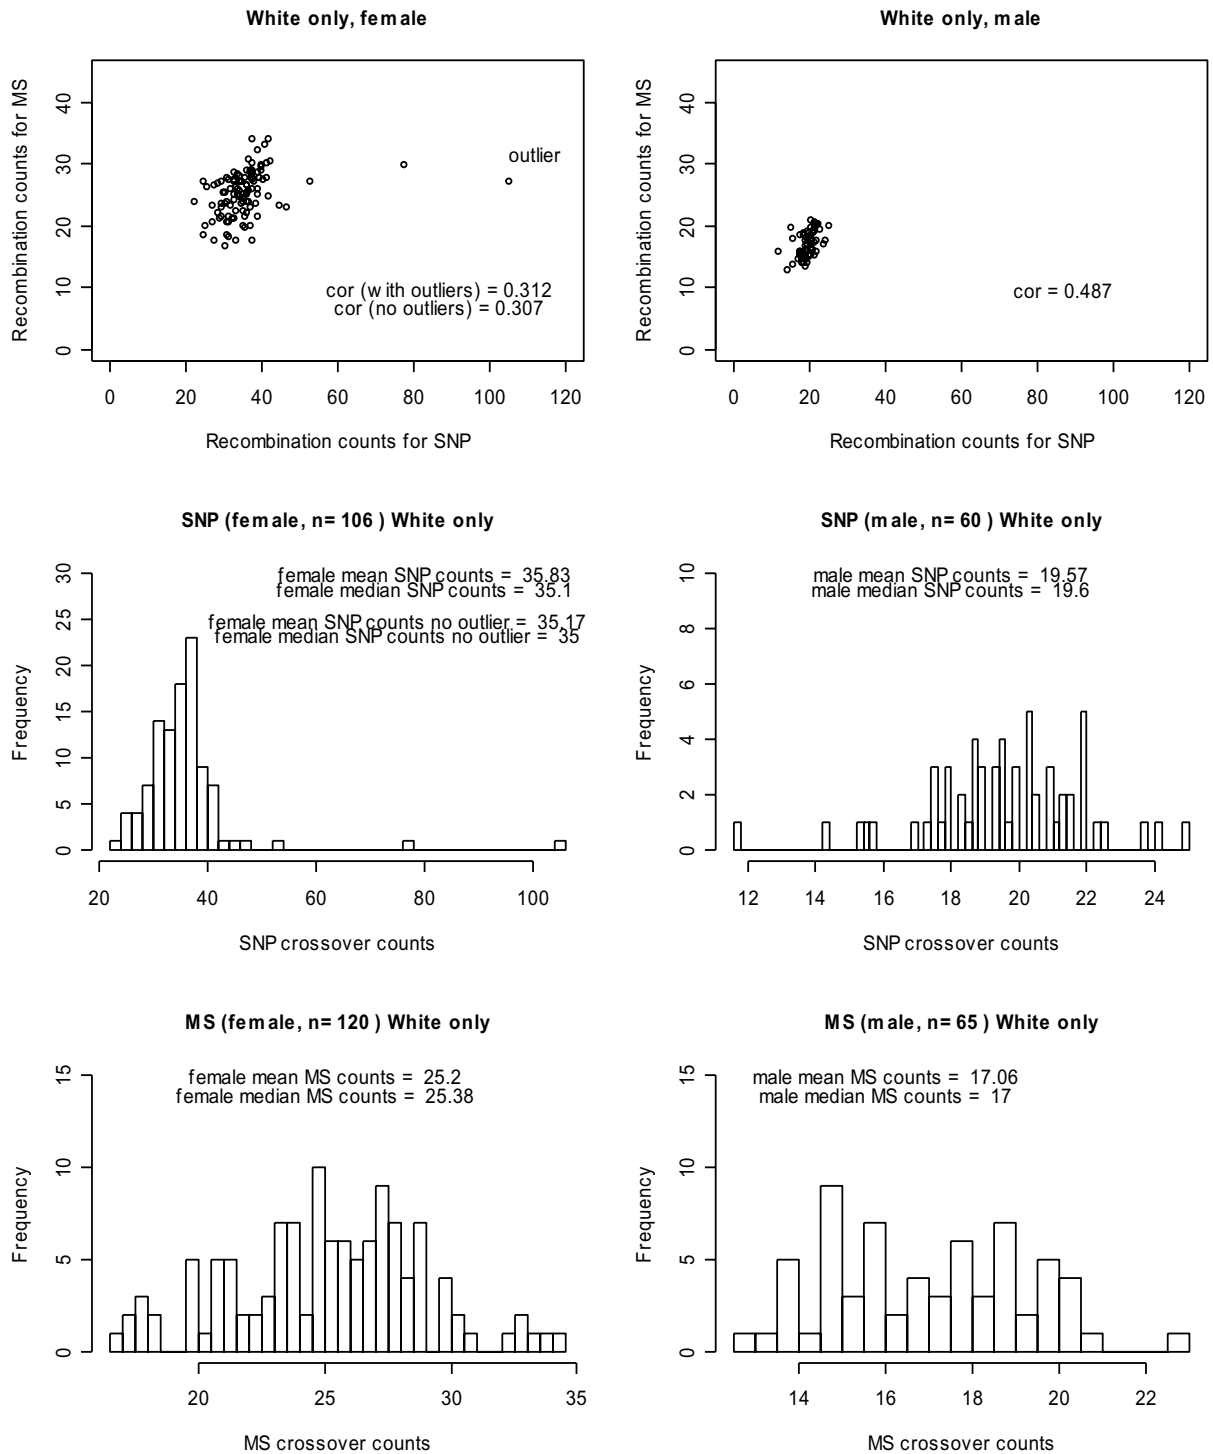 White only, female
Recombination counts for MS
0 10 20 30 40
outlier
cor (with outliers) = 0.312
cor (no outliers) = 0.307
0 20 40 60 80 100 120
Recombination counts for SNP
White only, male
Recombination counts for MS
0 10 20 30 40
cor = 0.487
0 20 40 60 80 100 120
Recombination counts for SNP
SNP (female, n= 106 ) White only
Frequency
0 5 10 15 20 25 30
female mean SNP counts = 35.83
female median SNP counts = 35.1
female mean SNP counts no outlier = 35.17
female median SNP counts no outlier = 35
20 40 60 80 100
SNP crossover counts
SNP (male, n= 60 ) White only
Frequency
0 2 4 6 8 10
male mean SNP counts = 19.57
male median SNP counts = 19.6
12 14 16 18 20 22 24
SNP crossover counts
MS (female, n= 120 ) White only
Frequency
0 5 10 15
female mean MS counts = 25.2
female median MS counts = 25.38
20 25 30 35
MS crossover counts
MS (male, n= 65 ) White only
Frequency
0 5 10 15
male mean MS counts = 17.06
male median MS counts = 17
14 16 18 20 22
MS crossover counts